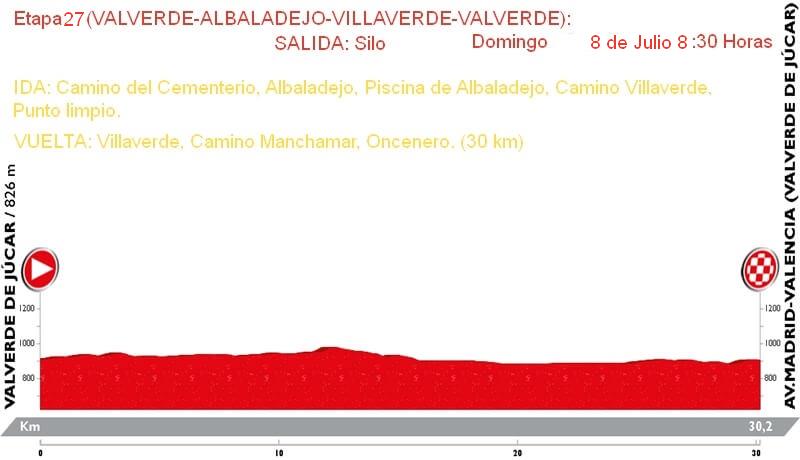 Etapa27(VALVERDE-ALBALADEJO-VILLAVERDE-VALVERDE):
SALIDA: Silo Domingo 8 de Julio 8:30 Horas
IDA: Camino del Cementerio, Albaladejo, Piscina de Albaladejo, Camino Villaverde,
Punto limpio.
VUELTA: Villaverde, Camino Manchamar, Oncenero. (30 km)
VALVERDE DE JÚCAR / 826 m
AV.MADRID-VALENCIA (VALVERDE DE JÚCAR)
1200 1200
1000 1000
800 800
Km 30,2
0 10 20 30